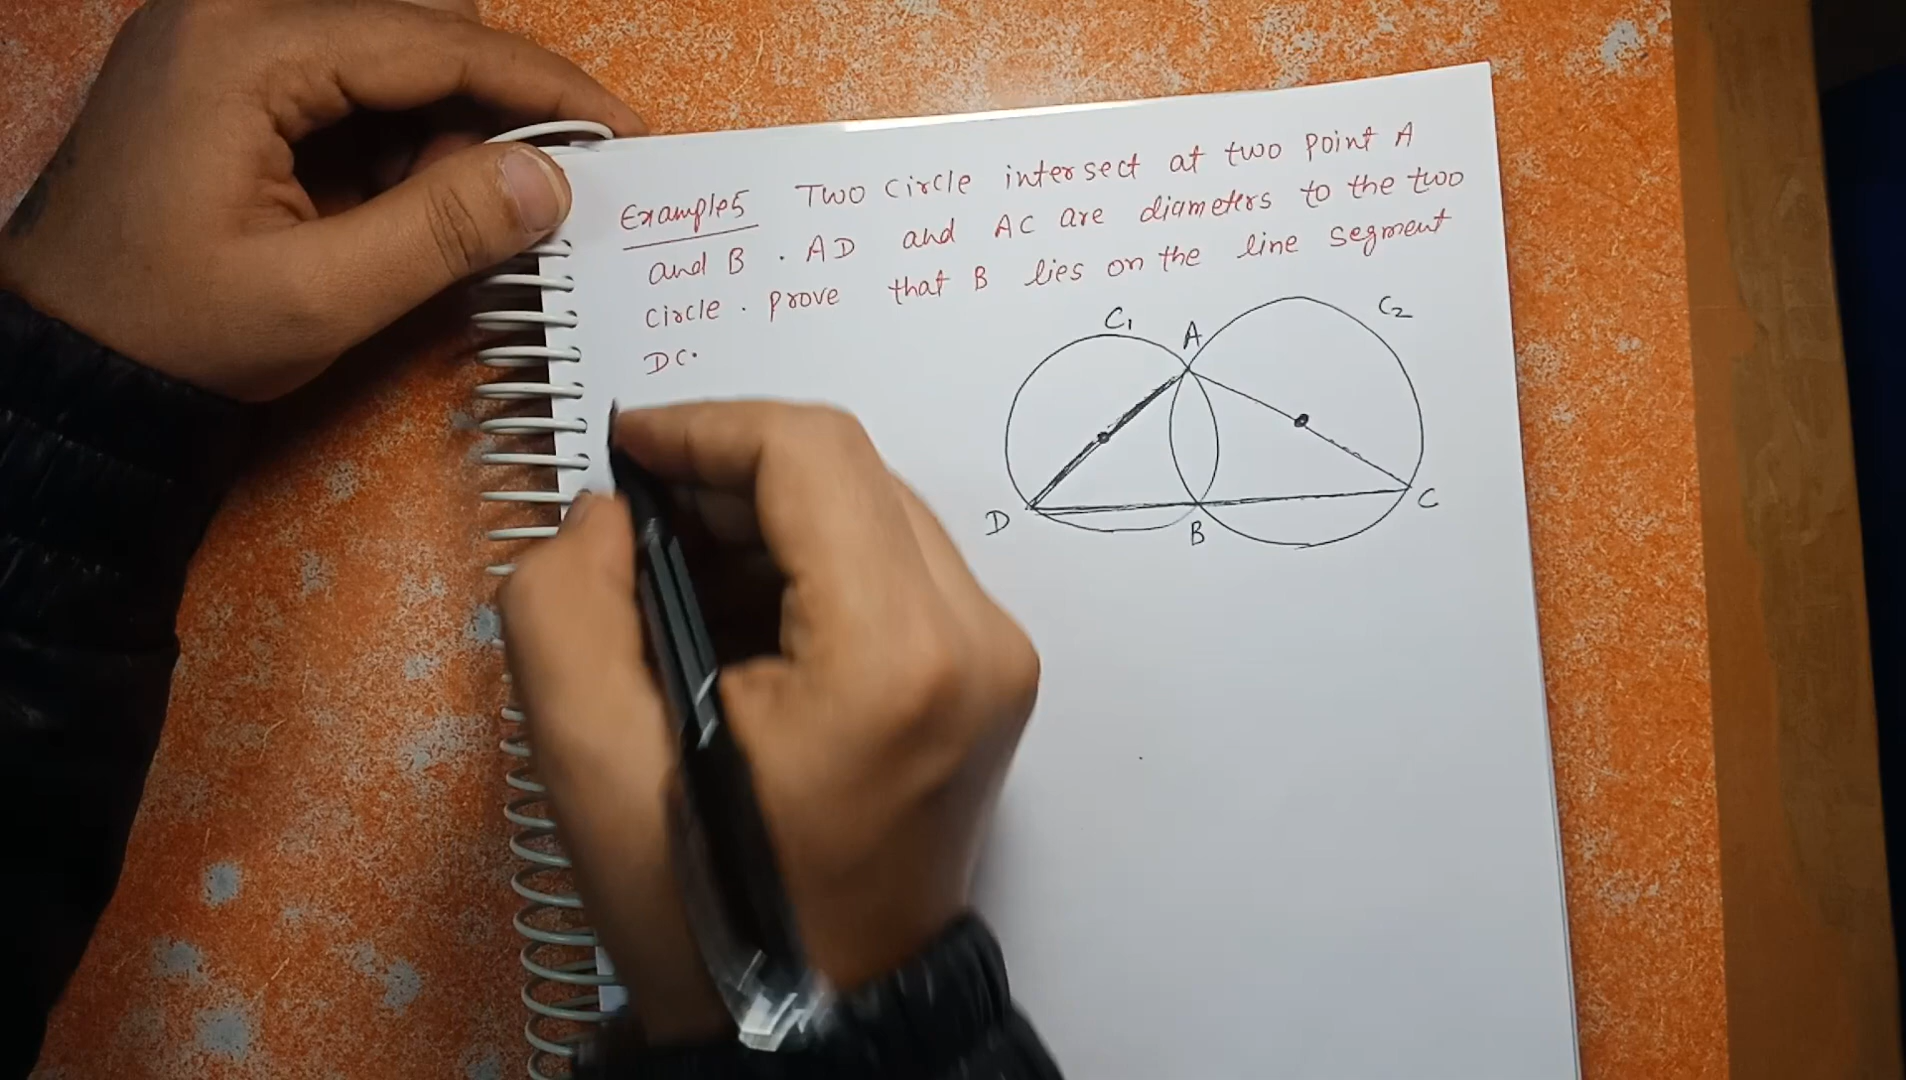 Example5 Two Circle intersect at two point A
and B . AD and AC are diameters to the two
circle . prove that B lies on the line segment
DC.
C1
C2
A
D
B
C